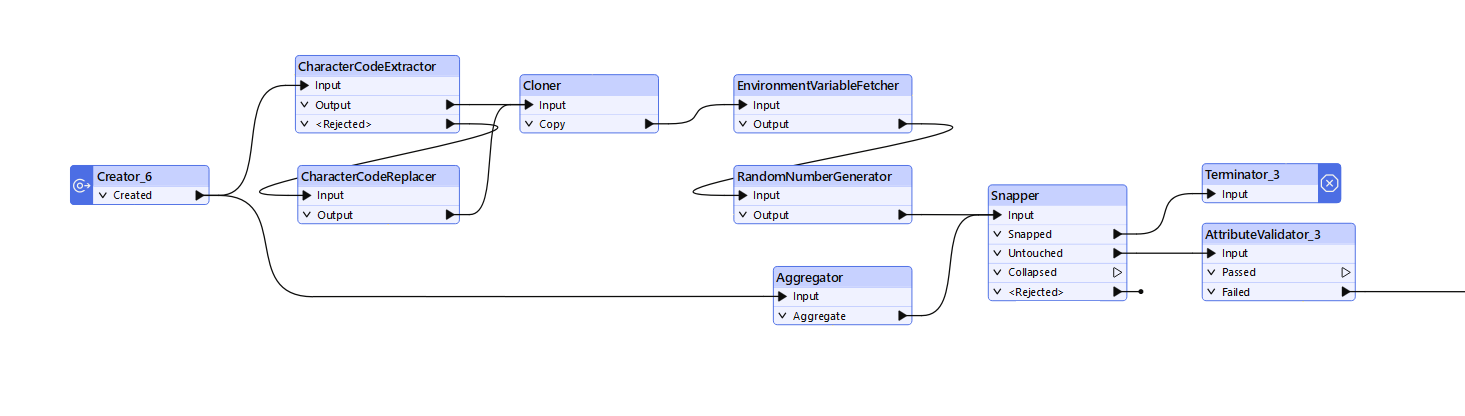 Creator_6
Created
CharacterCodeExtractor
Input
Output
<Rejected>
CharacterCodeReplacer
Input
Output
Cloner
Input
Copy
EnvironmentVariableFetcher
Input
Output
RandomNumberGenerator
Input
Output
Aggregator
Input
Aggregate
Snapper
Input
Snapped
Untouched
Collapsed
<Rejected>
Terminator_3
Input
AttributeValidator_3
Input
Passed
Failed